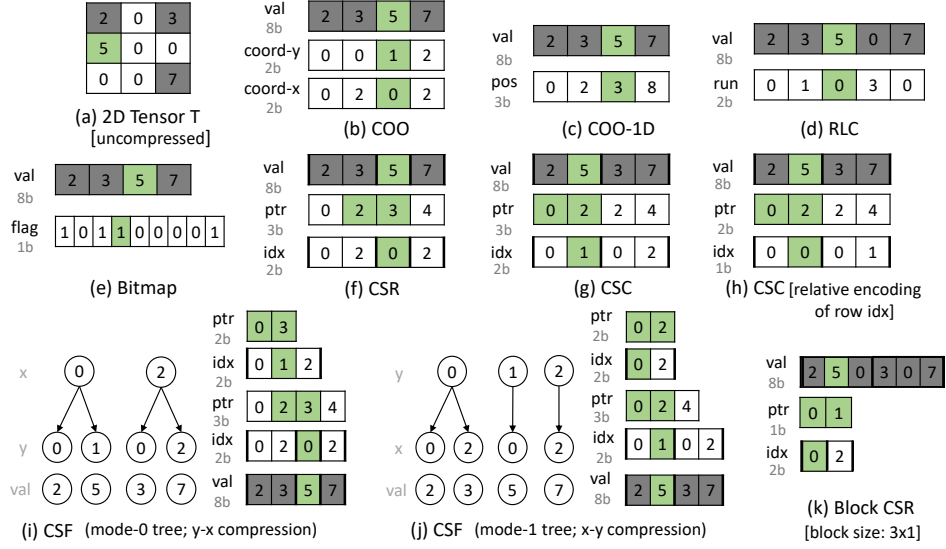 2 0 3
5 0 0
0 0 7
(a) 2D Tensor T
[uncompressed]
val 2 3 5 7
8b
coord-y 0 0 1 2
2b
coord-x 0 2 0 2
2b
(b) COO
val 2 3 5 7
8b
pos 0 2 3 8
3b
(c) COO-1D
val 2 3 5 0 7
8b
run 0 1 0 3 0
2b
(d) RLC
val 2 3 5 7
8b
flag 1 0 1 1 0 0 0 0 1
1b
(e) Bitmap
val 2 3 5 7
8b
ptr 0 2 3 4
3b
idx 0 2 0 2
2b
(f) CSR
val 2 5 3 7
8b
ptr 0 2 2 4
3b
idx 0 1 0 2
2b
(g) CSC
val 2 5 3 7
8b
ptr 0 2 2 4
2b
idx 0 0 0 1
1b
(h) CSC [relative encoding
of row idx]
x 0 2
y 0 1 0 2
val 2 5 3 7
ptr 0 3
2b
idx 0 1 2
2b
ptr 0 2 3 4
3b
idx 0 2 0 2
2b
val 2 3 5 7
8b
(i) CSF (mode-0 tree; y-x compression)
y 0 1 2
x 0 2 0 2
val 2 3 5 7
ptr 0 2
2b
idx 0 2
2b
ptr 0 2 4
3b
idx 0 1 0 2
2b
val 2 5 3 7
8b
(j) CSF (mode-1 tree; x-y compression)
val 2 5 0 3 0 7
8b
ptr 0 1
1b
idx 0 2
2b
(k) Block CSR
[block size: 3x1]